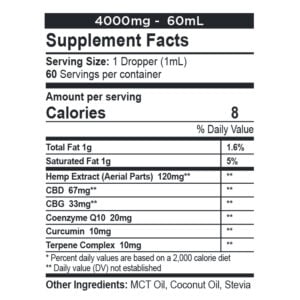 4000mg - 60mL
Supplement Facts
Serving Size: 1 Dropper (1mL)
60 Servings per container
Amount per serving
Calories 8
% Daily Value
Total Fat 1g 1.6%
Saturated Fat 1g 5%
Hemp Extract (Aerial Parts) 120mg** **
CBD 67mg** **
CBG 33mg** **
Coenzyme Q10 20mg **
Curcumin 10mg **
Terpene Complex 10mg **
* Percent daily values are based on a 2,000 calorie diet
** Daily value (DV) not established
Other Ingredients: MCT Oil, Coconut Oil, Stevia